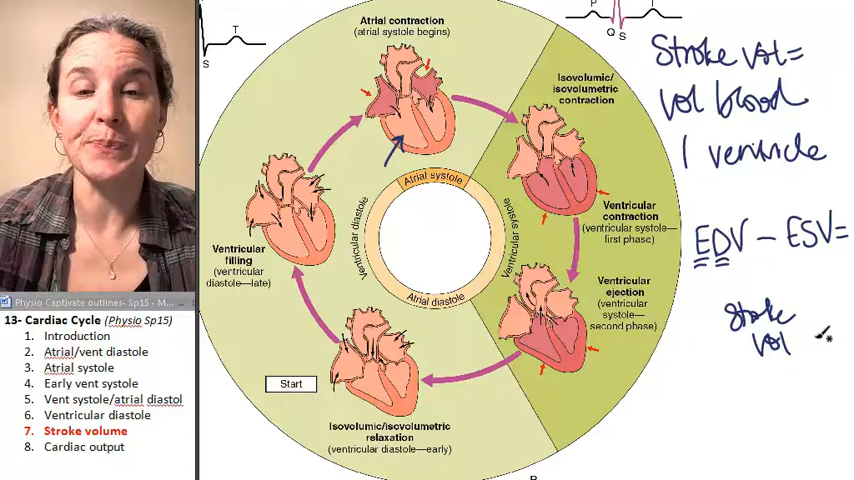 S
T
Atrial contraction
(atrial systole begins)
P
T
Q S
Isovolumic/
isovolumetric
contraction
Stroke vol =
vol blood
1 ventricle
EDV - ESV =
Stroke
vol
Atrial systole
Ventricular diastole
Ventricular systole
Atrial diastole
Ventricular
contraction
(ventricular systole—
first phase)
Ventricular
filling
(ventricular
diastole—late)
Ventricular
ejection
(ventricular
systole—
second phase)
Start
Isovolumic/isovolumetric
relaxation
(ventricular diastole—early)
Physio Captivate outlines- Sp15 - M...
13- Cardiac Cycle (Physio Sp15)
1. Introduction
2. Atrial/vent diastole
3. Atrial systole
4. Early vent systole
5. Vent systole/atrial diastol
6. Ventricular diastole
7. Stroke volume
8. Cardiac output